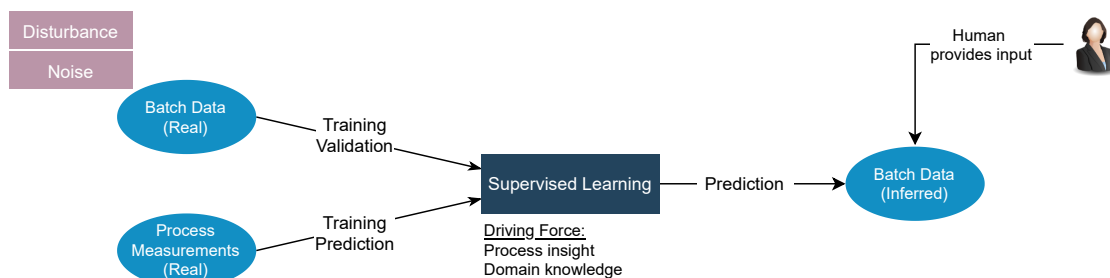 Disturbance
Noise
Human
provides input
Batch Data
(Real)
Training
Validation
Supervised Learning
Prediction
Batch Data
(Inferred)
Process
Measurements
(Real)
Training
Prediction
Driving Force:
Process insight
Domain knowledge